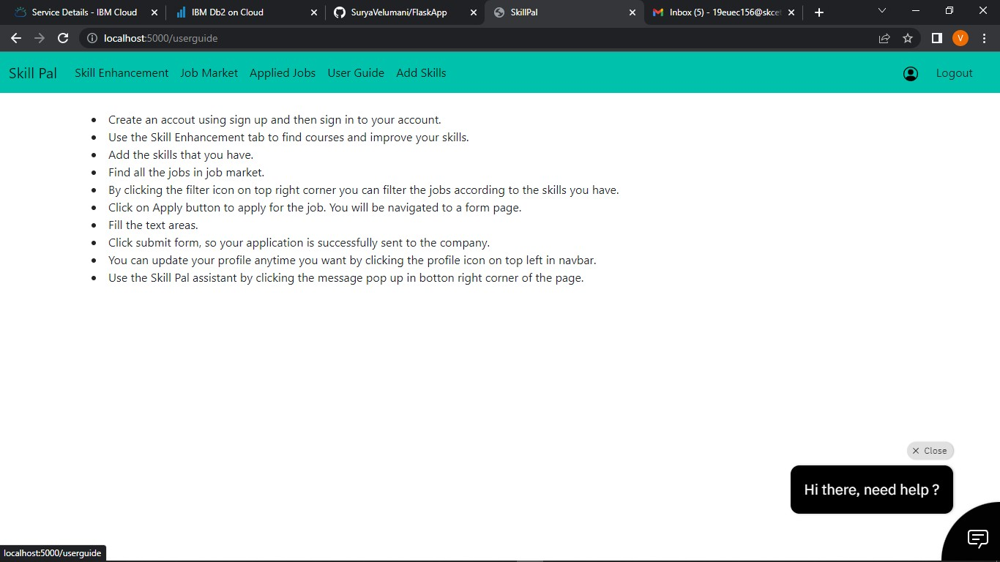 Service Details - IBM Cloud
IBM Db2 on Cloud
SuryaVelumani/FlaskApp
SkillPal
Inbox (5) - 19euec156@skcet
localhost:5000/userguide
V
Skill Pal
Skill Enhancement
Job Market
Applied Jobs
User Guide
Add Skills
Logout
• Create an accout using sign up and then sign in to your account.
• Use the Skill Enhancement tab to find courses and improve your skills.
• Add the skills that you have.
• Find all the jobs in job market.
• By clicking the filter icon on top right corner you can filter the jobs according to the skills you have.
• Click on Apply button to apply for the job. You will be navigated to a form page.
• Fill the text areas.
• Click submit form, so your application is successfully sent to the company.
• You can update your profile anytime you want by clicking the profile icon on top left in navbar.
• Use the Skill Pal assistant by clicking the message pop up in botton right corner of the page.
Close
Hi there, need help ?
localhost:5000/userguide